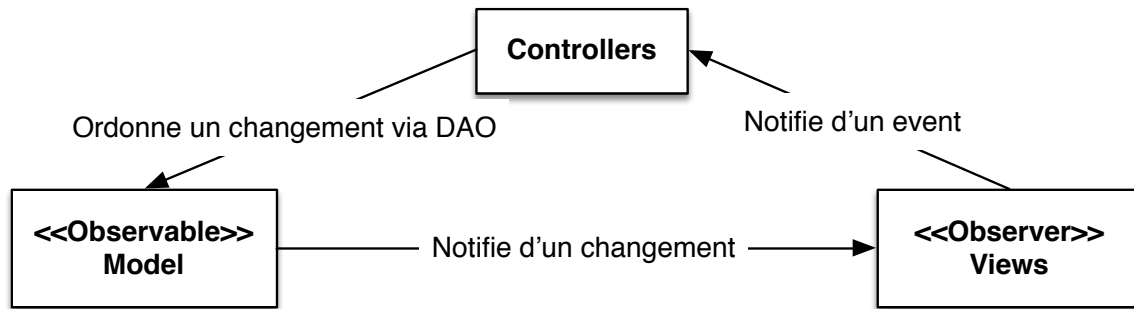 Controllers
Ordonne un changement via DAO
Notifie d'un event
<<Observable>>
Model
Notifie d'un changement
<<Observer>>
Views